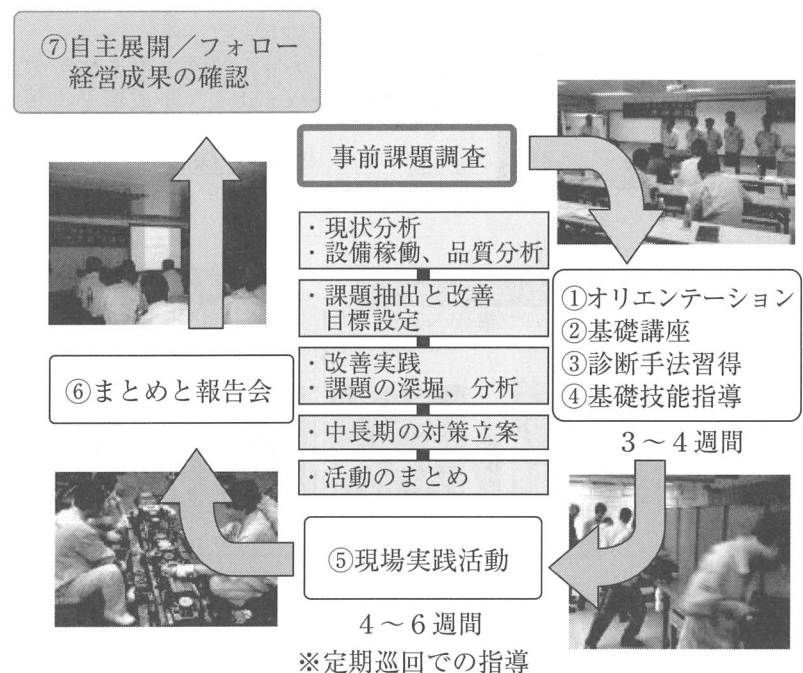 ⑦自主展開／フォロー
経営成果の確認
事前課題調査
・現状分析
・設備稼働、品質分析
・課題抽出と改善
目標設定
・改善実践
・課題の深堀、分析
・中長期の対策立案
・活動のまとめ
①オリエンテーション
②基礎講座
③診断手法習得
④基礎技能指導
3～4週間
⑤現場実践活動
4～6週間
※定期巡回での指導
⑥まとめと報告会